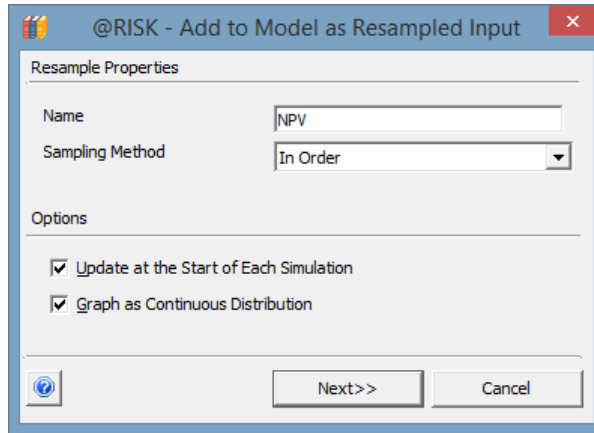 @RISK - Add to Model as Resampled Input
Resample Properties
Name NPV
Sampling Method In Order
Options
Update at the Start of Each Simulation
Graph as Continuous Distribution
Next>> Cancel